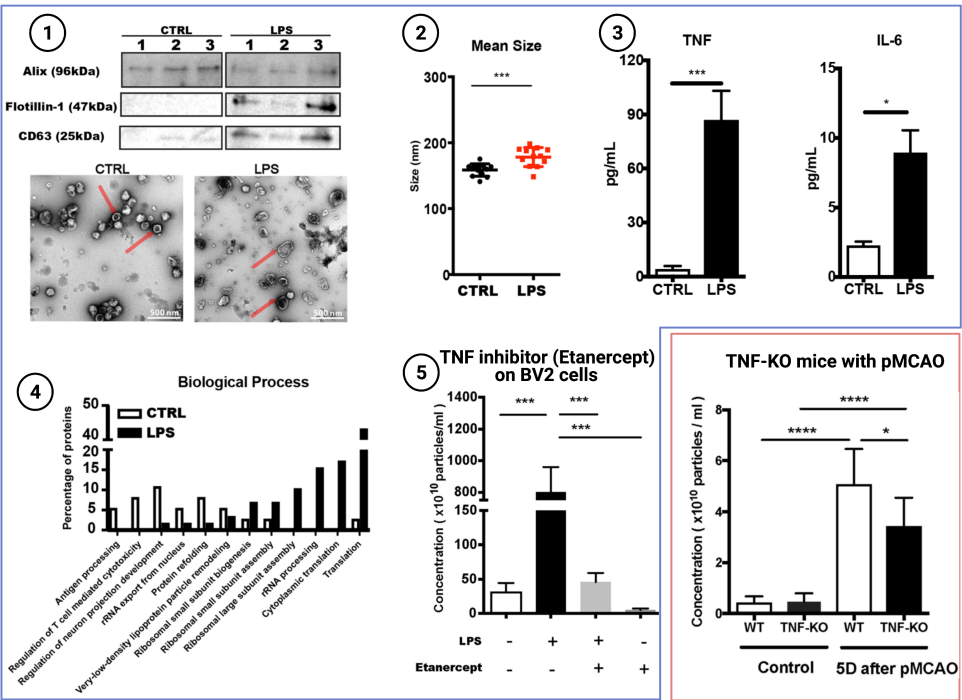 1
CTRL LPS
1 2 3 1 2 3
Alix (96kDa)
Flotillin-1 (47kDa)
CD63 (25kDa)
CTRL LPS
500 nm 500 nm
2
Mean Size
***
Size (nm)
300
200
100
0
CTRL LPS
3
TNF
***
pg/mL
120
90
60
30
0
CTRL LPS
IL-6
*
pg/mL
15
10
5
0
CTRL LPS
4
Biological Process
CTRL
LPS
Percentage of proteins
50
40
20
15
10
5
0
Antigen processing
Regulation of T cell mediated cytotoxicity
Regulation of neuron projection development
rRNA export from nucleus
Protein refolding
Very-low-density lipoprotein particle remodeling
Ribosomal small subunit biogenesis
Ribosomal small subunit assembly
Ribosomal large subunit assembly
rRNA processing
Cytoplasmic translation
Translation
5
TNF inhibitor (Etanercept)
on BV2 cells
*** ***
***
Concentration ( x10¹⁰ particles/ml )
1400
1200
1000
800
150
100
50
0
LPS - + + -
Etanercept - - + +
TNF-KO mice with pMCAO
****
**** *
Concentration ( x10¹⁰ particles / ml )
8
6
4
2
0
WT TNF-KO WT TNF-KO
Control 5D after pMCAO